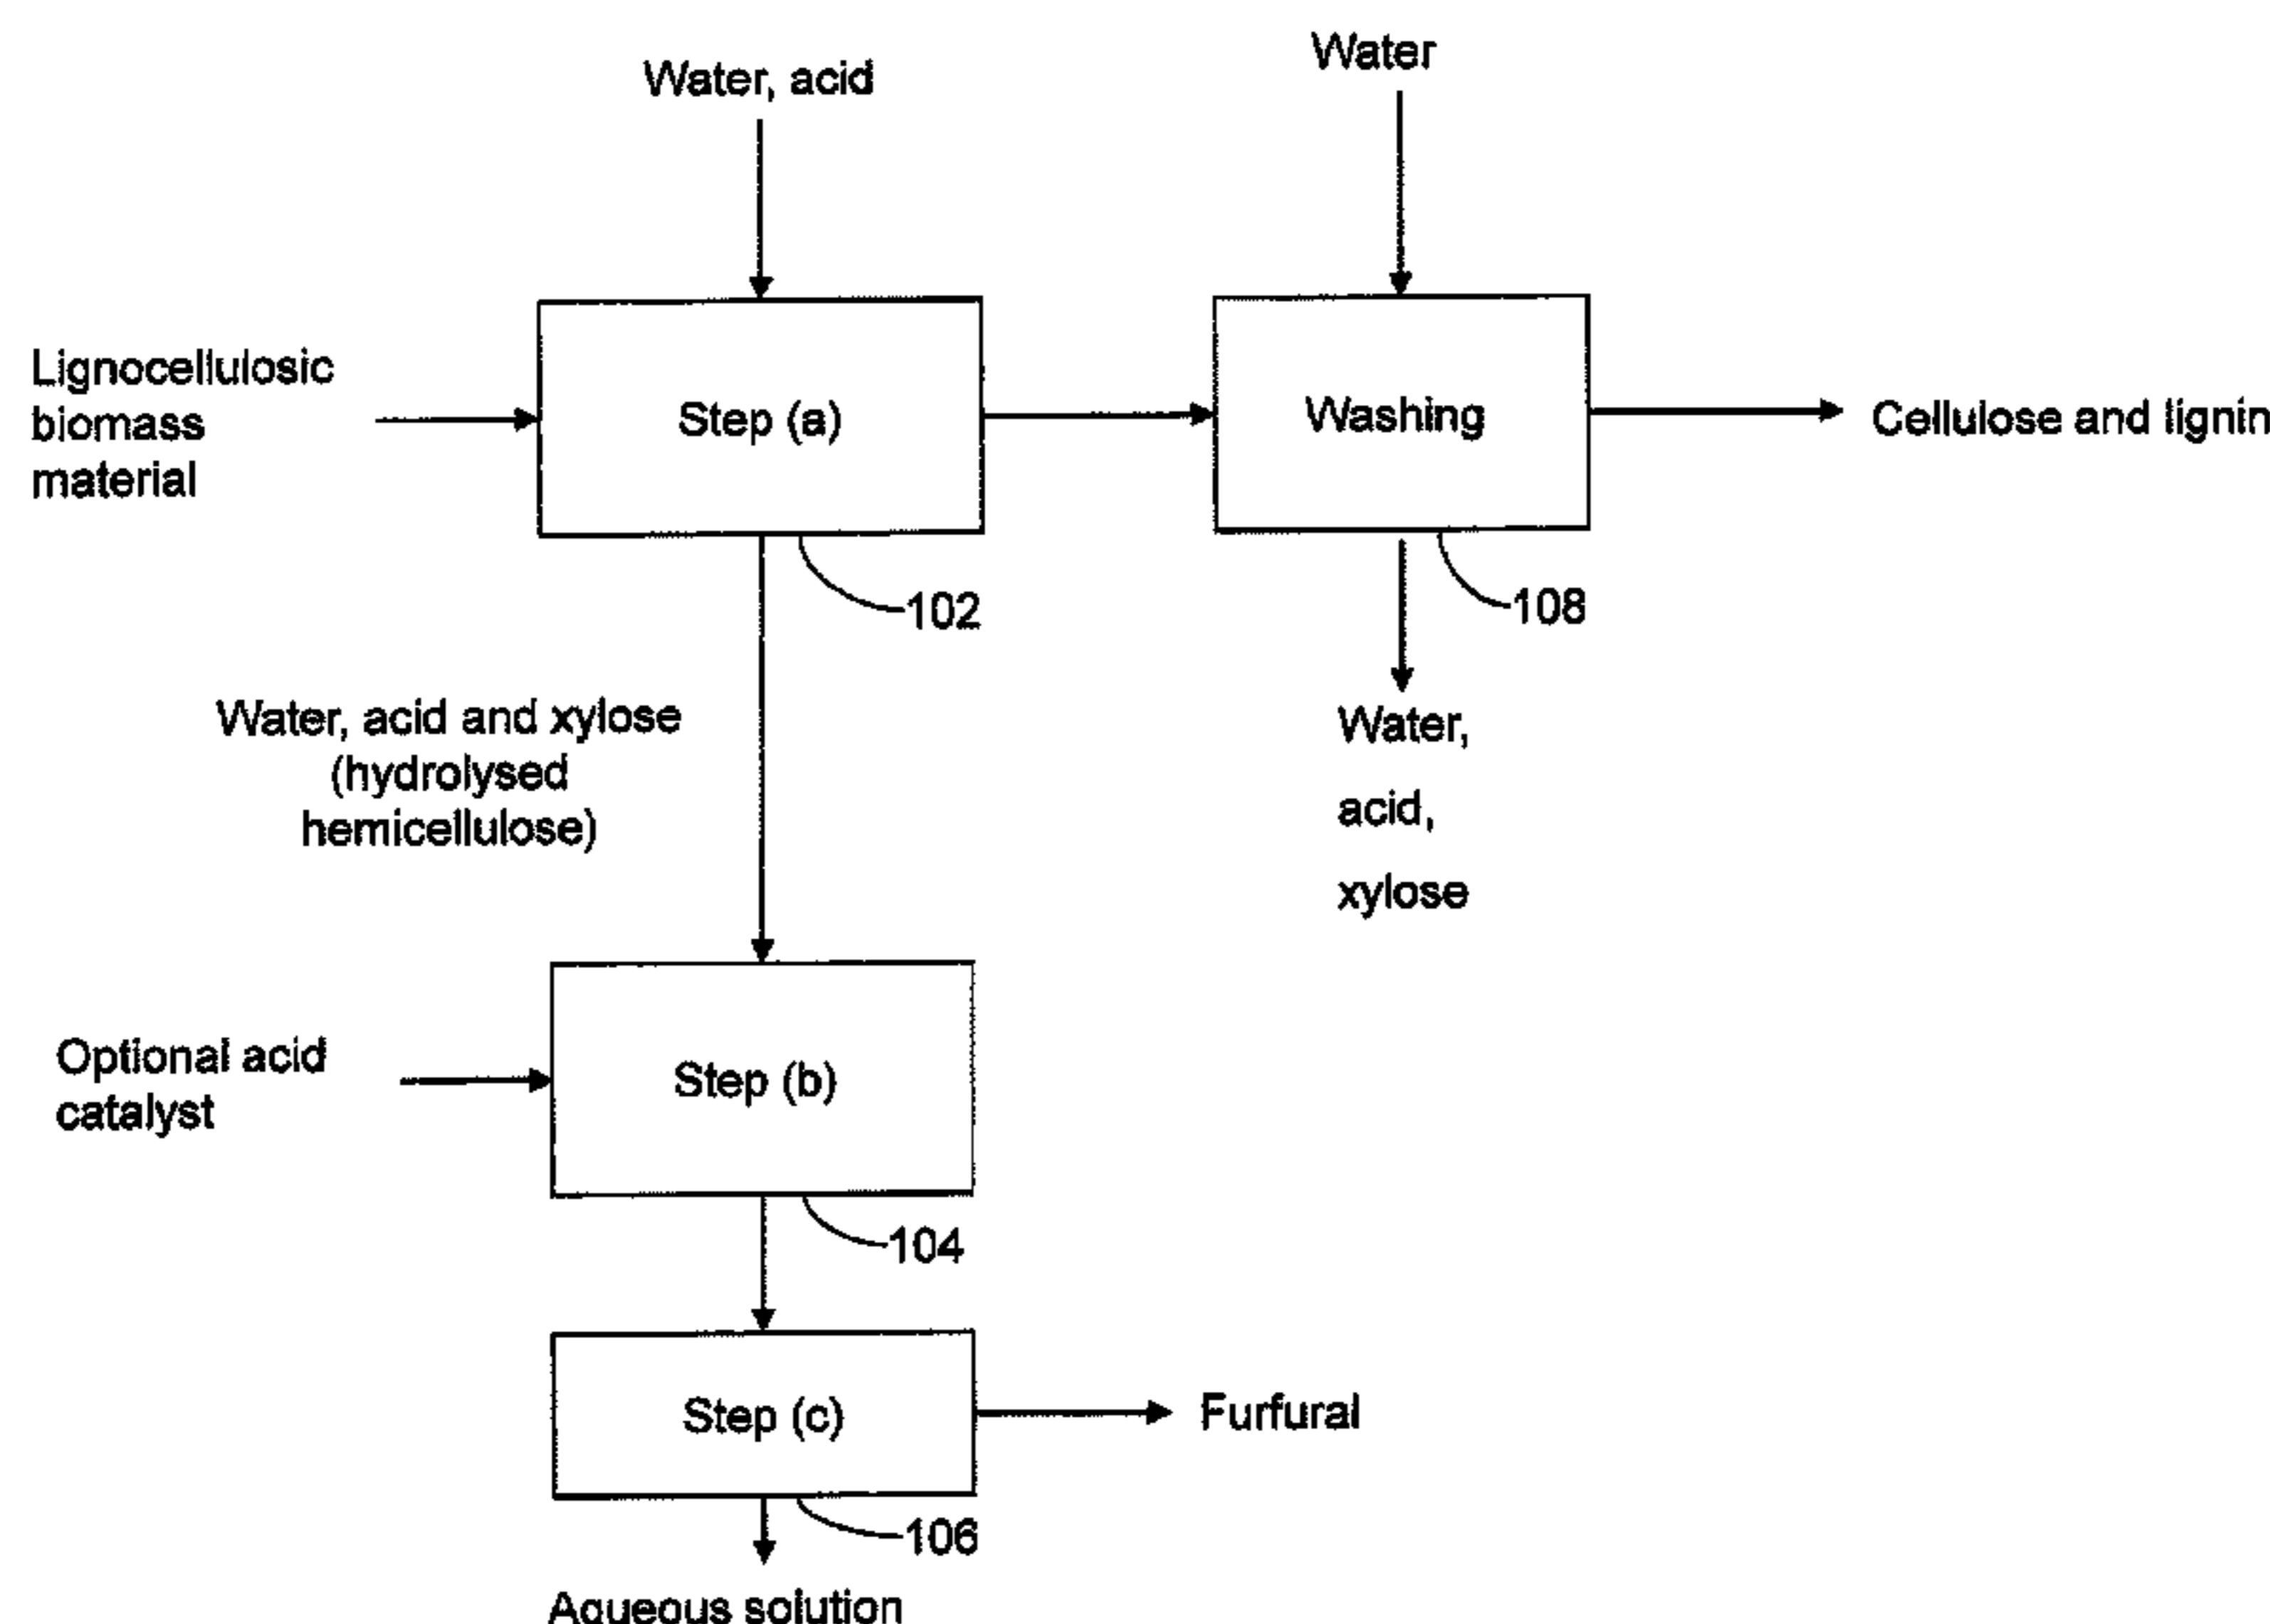 Water
Water, acid
Lignocellulosic
biomass
material
Step (a)
Washing
Cellulose and lignin
102
108
Water, acid and xylose
(hydrolysed
hemicellulose)
Water,
acid,
xylose
Optional acid
catalyst
Step (b)
104
Step (c)
Furfural
106
Aqueous solution